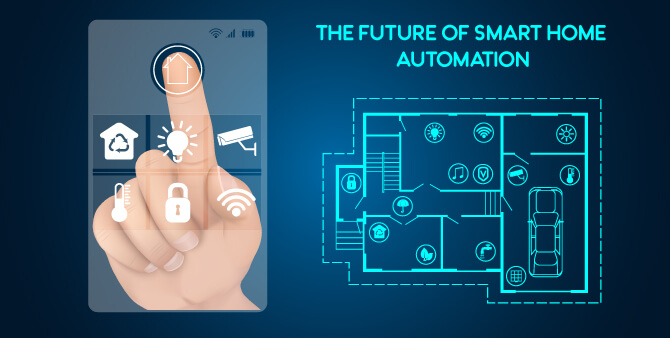 THE FUTURE OF SMART HOME
AUTOMATION
V